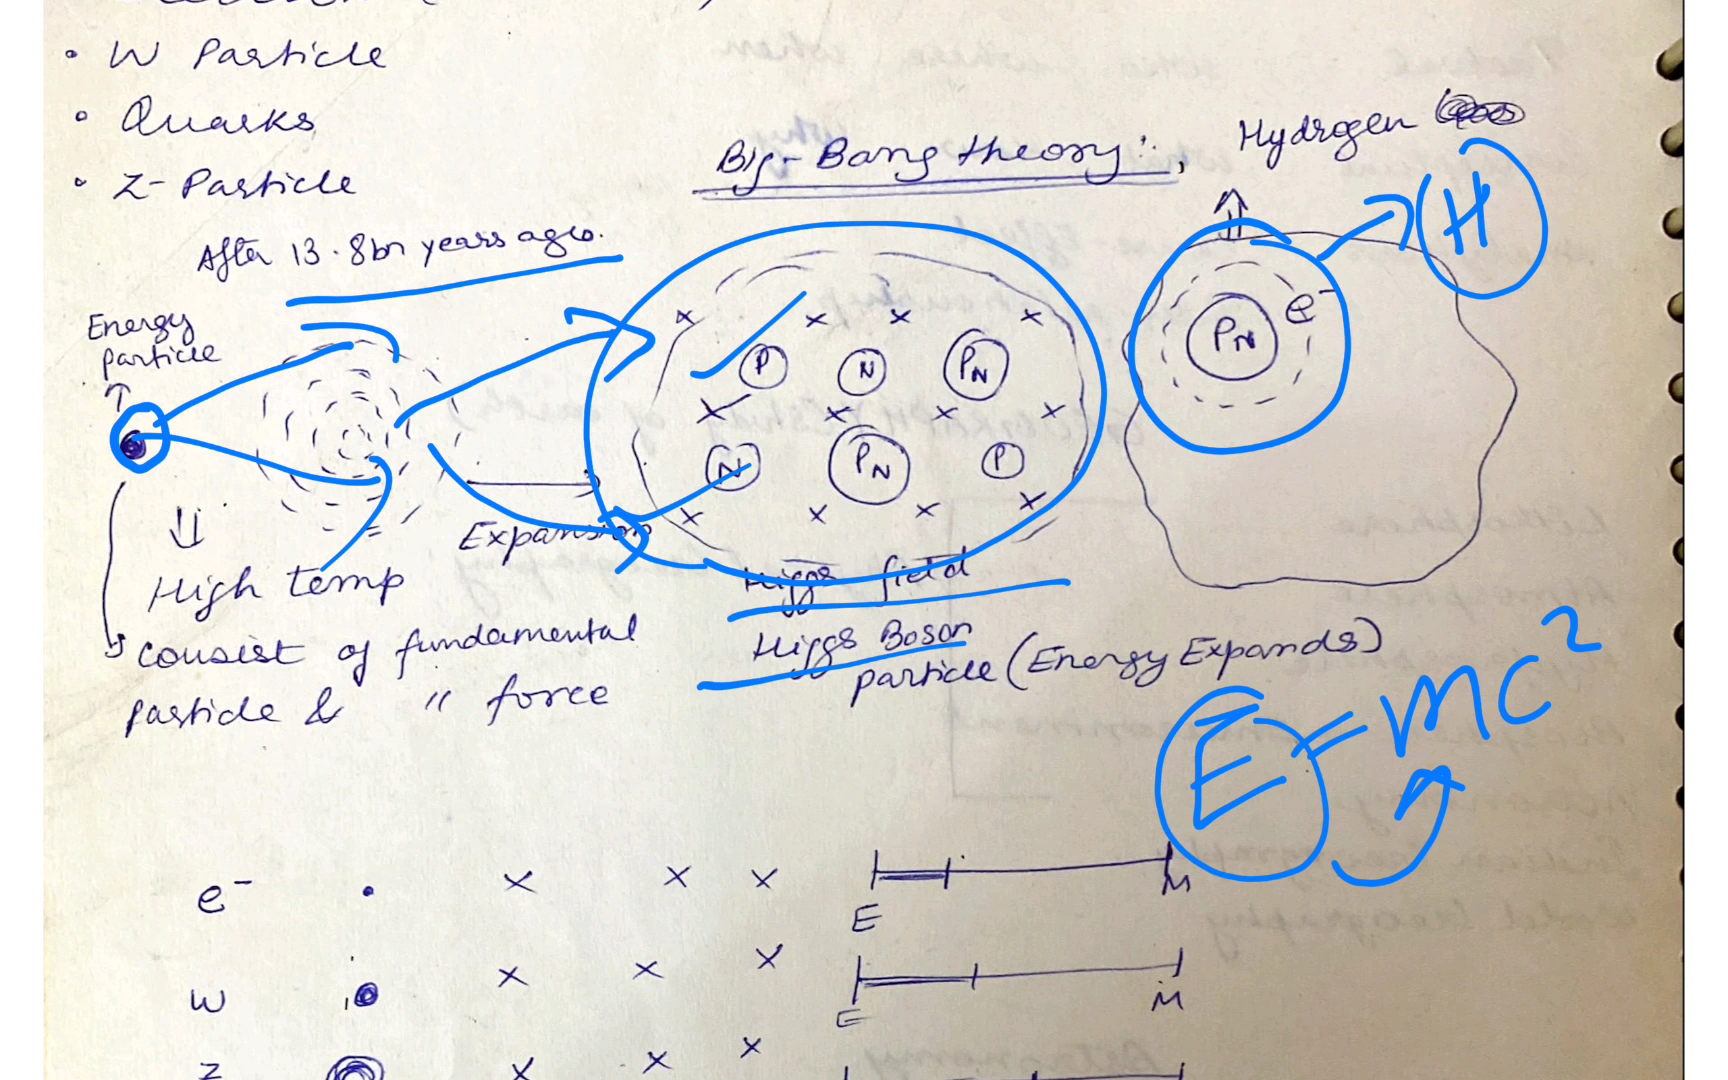 • W Particle
• Quarks
• Z-Particle
Big-Bang theory:,
Hydrogen
H
After 13.8bn years ago.
Energy
particle
P
N
PN
N
PN
P
PN
e⁻
Expansion
High temp
Consist of fundamental
particle & " force
Higgs field
Higgs Boson
particle (Energy Expands)
E=mc²
e⁻
x x x
E M
W
x x x
E M
Z
x x x